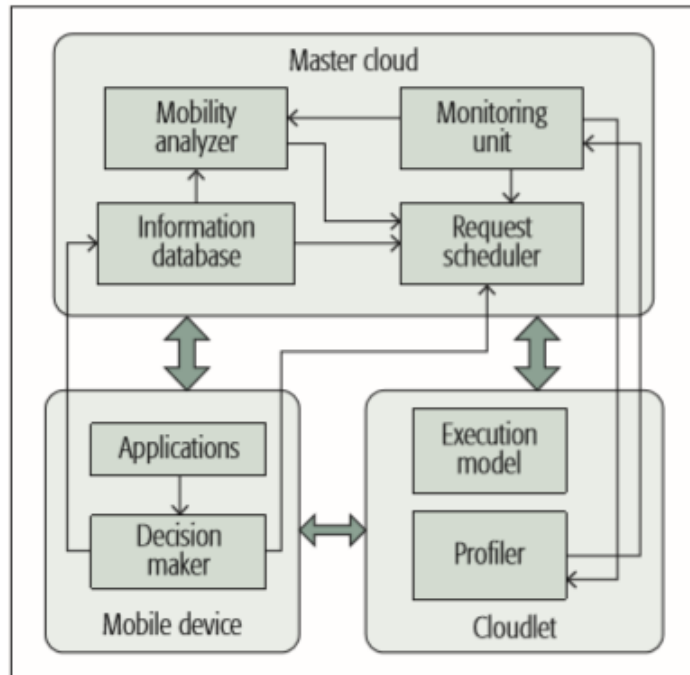 Master cloud
Mobility
analyzer
Monitoring
unit
Information
database
Request
scheduler
Applications
Decision
maker
Mobile device
Execution
model
Profiler
Cloudlet